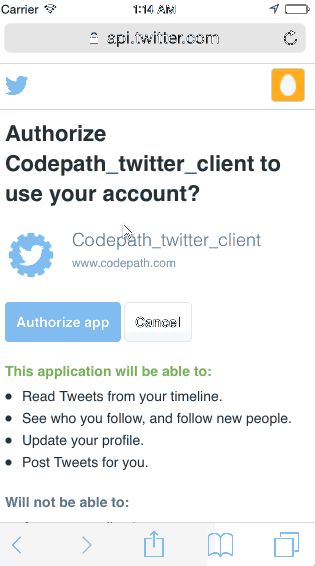 Carrier 1:14 AM
api.twitter.com
Authorize
Codepath_twitter_client to
use your account?
Codepath_twitter_client
www.codepath.com
Authorize app Cancel
This application will be able to:
Read Tweets from your timeline.
See who you follow, and follow new people.
Update your profile.
Post Tweets for you.
Will not be able to: